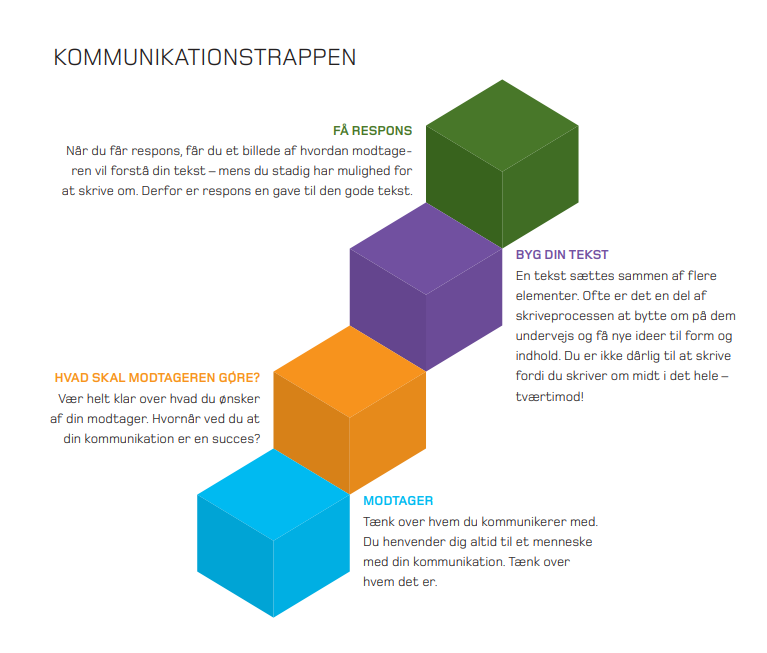 KOMMUNIKATIONSTRAPPEN
FÅ RESPONS
Når du får respons, får du et billede af hvordan modtage-
ren vil forstå din tekst – mens du stadig har mulighed for
at skrive om. Derfor er respons en gave til den gode tekst.
BYG DIN TEKST
En tekst sættes sammen af flere
elementer. Ofte er det en del af
skriveprocessen at bytte om på dem
undervejs og få nye ideer til form og
indhold. Du er ikke dårlig til at skrive
fordi du skriver om midt i det hele –
tværtimod!
HVAD SKAL MODTAGEREN GØRE?
Vær helt klar over hvad du ønsker
af din modtager. Hvornår ved du at
din kommunikation er en succes?
MODTAGER
Tænk over hvem du kommunikerer med.
Du henvender dig altid til et menneske
med din kommunikation. Tænk over
hvem det er.